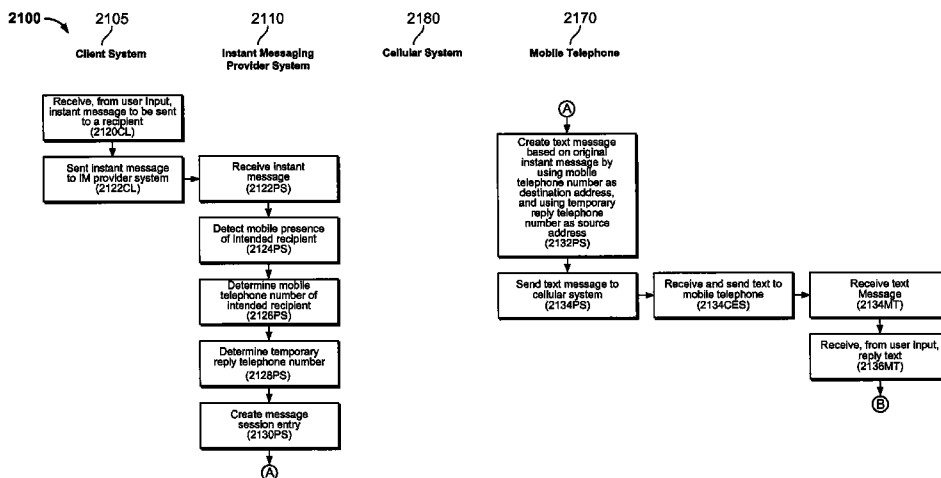 2100
2105
2110
2180
2170
Client System
Instant Messaging
Provider System
Cellular System
Mobile Telephone
Receive, from user input,
instant message to be sent
to a recipient
(2120CL)
Sent instant message
to IM provider system
(2122CL)
Receive instant
message
(2122PS)
Detect mobile presence
of intended recipient
(2124PS)
Determine mobile
telephone number of
intended recipient
(2126PS)
Determine temporary
reply telephone number
(2128PS)
Create message
session entry
(2130PS)
A
A
Create text message
based on original
instant message by
using mobile
telephone number as
destination address,
and using temporary
reply telephone
number as source
address
(2132PS)
Send text message to
cellular system
(2134PS)
Receive and send text to
mobile telephone
(2134CES)
Receive text
Message
(2134MT)
Receive, from user input,
reply text
(2136MT)
B